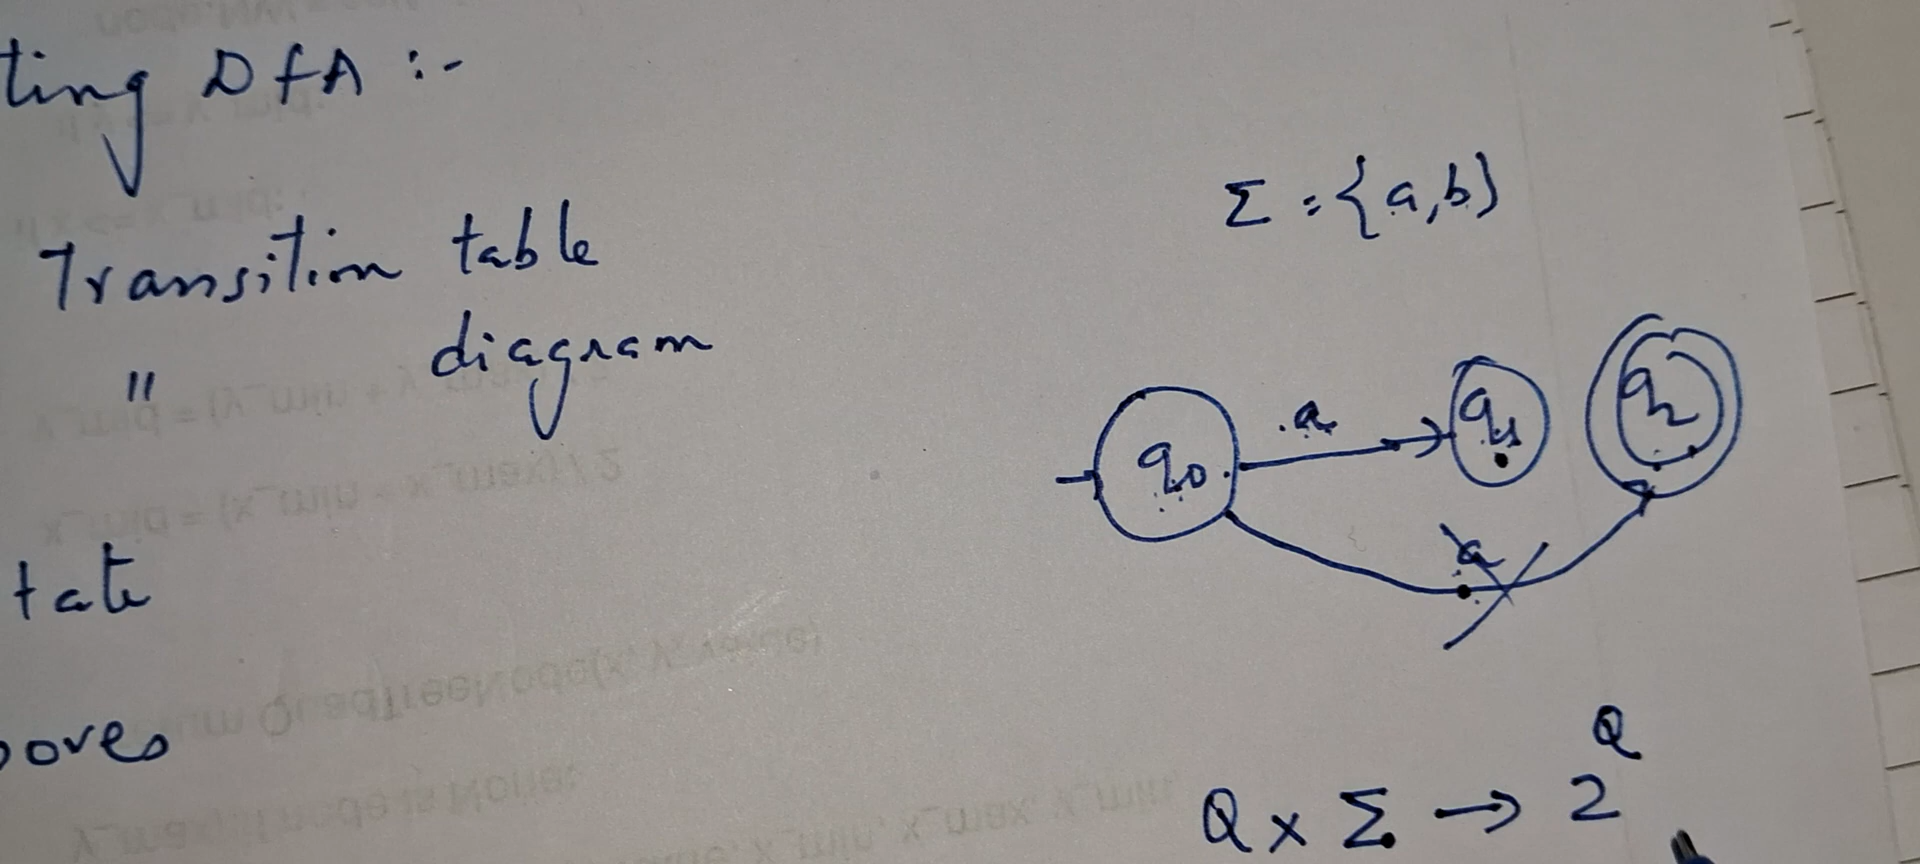 ting DfA :-
Σ = {a,b}
Transition table
" diagram
q0 a q1 q2
a
tate
oves
Q x Σ → 2^Q